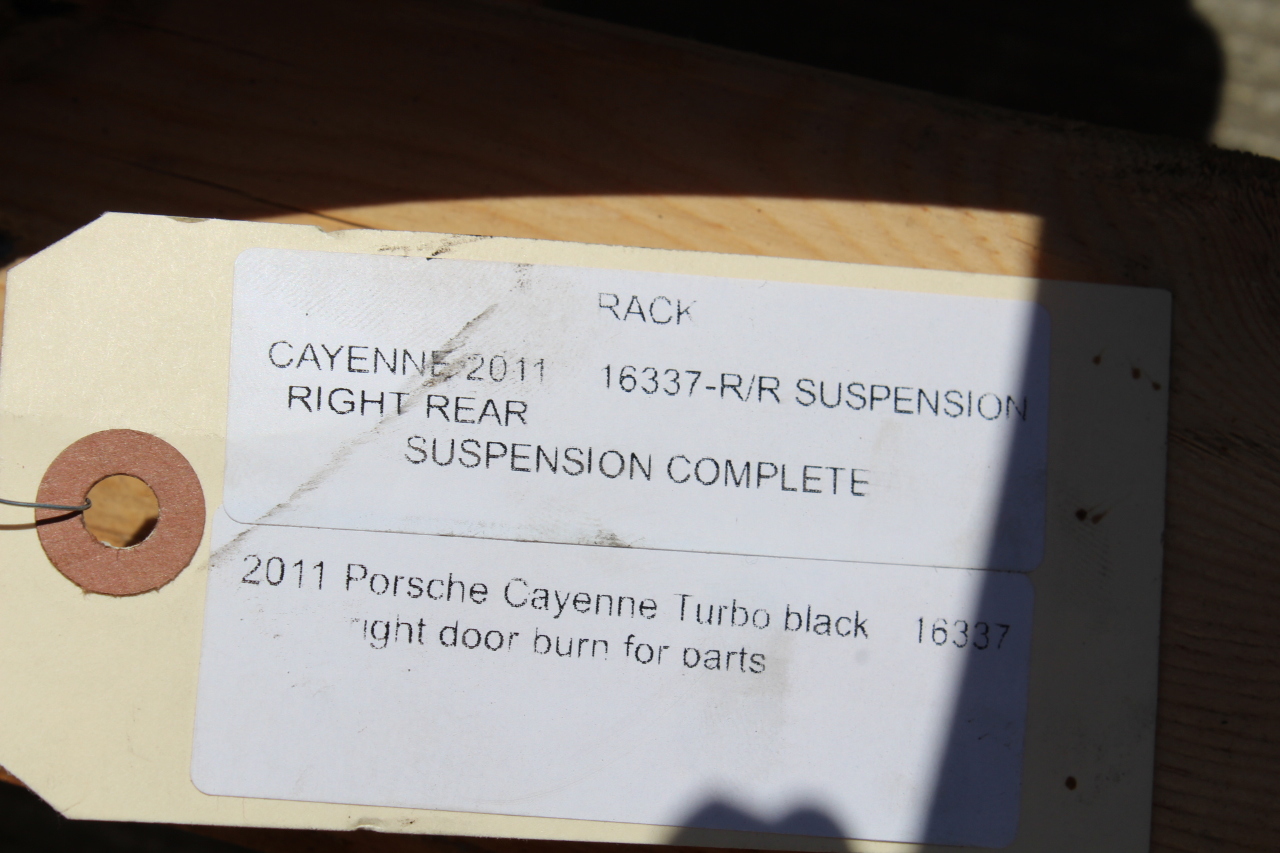 RACK
CAYENNE 2011 16337-R/R SUSPENSION
RIGHT REAR
SUSPENSION COMPLETE
2011 Porsche Cayenne Turbo black 16337
right door burn for parts